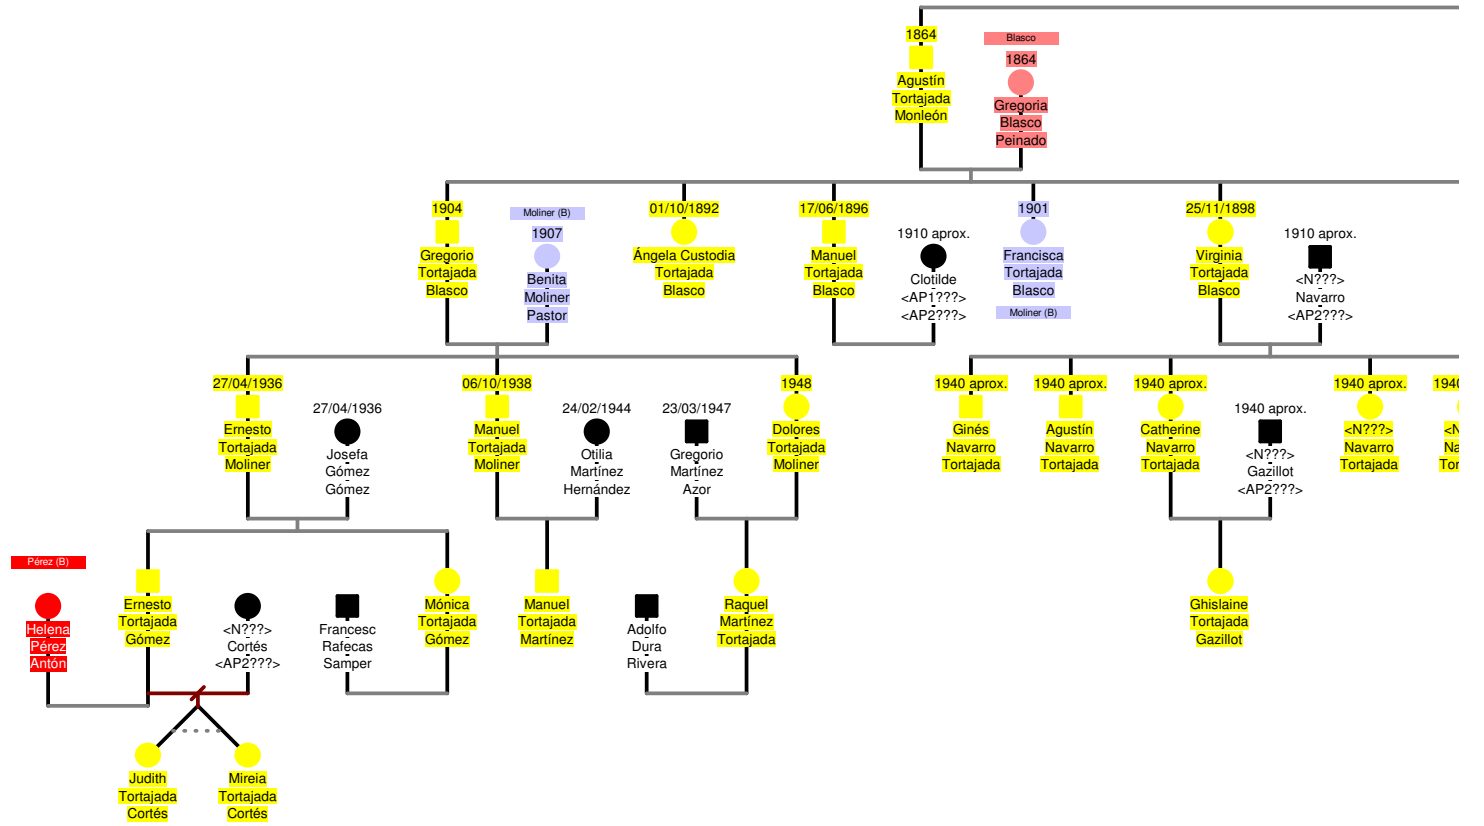 1864
Agustín
Tortajada
Monleón
Blasco
1864
Gregoria
Blasco
Peinado
1904
Gregorio
Tortajada
Blasco
Moliner (B)
1907
Benita
Moliner
Pastor
01/10/1892
Ángela Custodia
Tortajada
Blasco
17/06/1896
Manuel
Tortajada
Blasco
1910 aprox.
Clotilde
<AP1???>
<AP2???>
1901
Francisca
Tortajada
Blasco
Moliner (B)
25/11/1898
Virginia
Tortajada
Blasco
1910 aprox.
<N???>
Navarro
<AP2???>
27/04/1936
Ernesto
Tortajada
Moliner
27/04/1936
Josefa
Gómez
Gómez
06/10/1938
Manuel
Tortajada
Moliner
24/02/1944
Otilia
Martínez
Hernández
23/03/1947
Gregorio
Martínez
Azor
1948
Dolores
Tortajada
Moliner
1940 aprox.
Ginés
Navarro
Tortajada
1940 aprox.
Agustín
Navarro
Tortajada
1940 aprox.
Catherine
Navarro
Tortajada
1940 aprox.
<N???>
Gazillot
<AP2???>
1940 aprox.
<N???>
Navarro
Tortajada
1940
<N
Na
Tor
Pérez (B)
Helena
Pérez
Antón
Ernesto
Tortajada
Gómez
<N???>
Cortés
<AP2???>
Francesc
Rafecas
Samper
Mónica
Tortajada
Gómez
Manuel
Tortajada
Martínez
Adolfo
Dura
Rivera
Raquel
Martínez
Tortajada
Ghislaine
Tortajada
Gazillot
Judith
Tortajada
Cortés
Mireia
Tortajada
Cortés